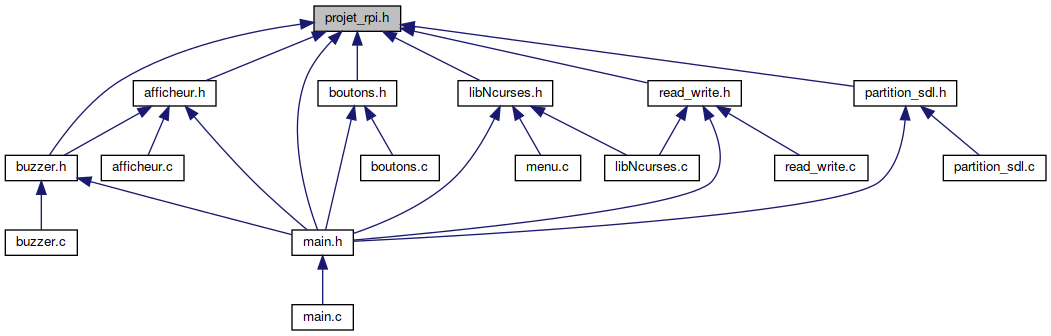 projet_rpi.h
afficheur.h
boutons.h
libNcurses.h
read_write.h
partition_sdl.h
buzzer.h
afficheur.c
boutons.c
menu.c
libNcurses.c
read_write.c
partition_sdl.c
buzzer.c
main.h
main.c